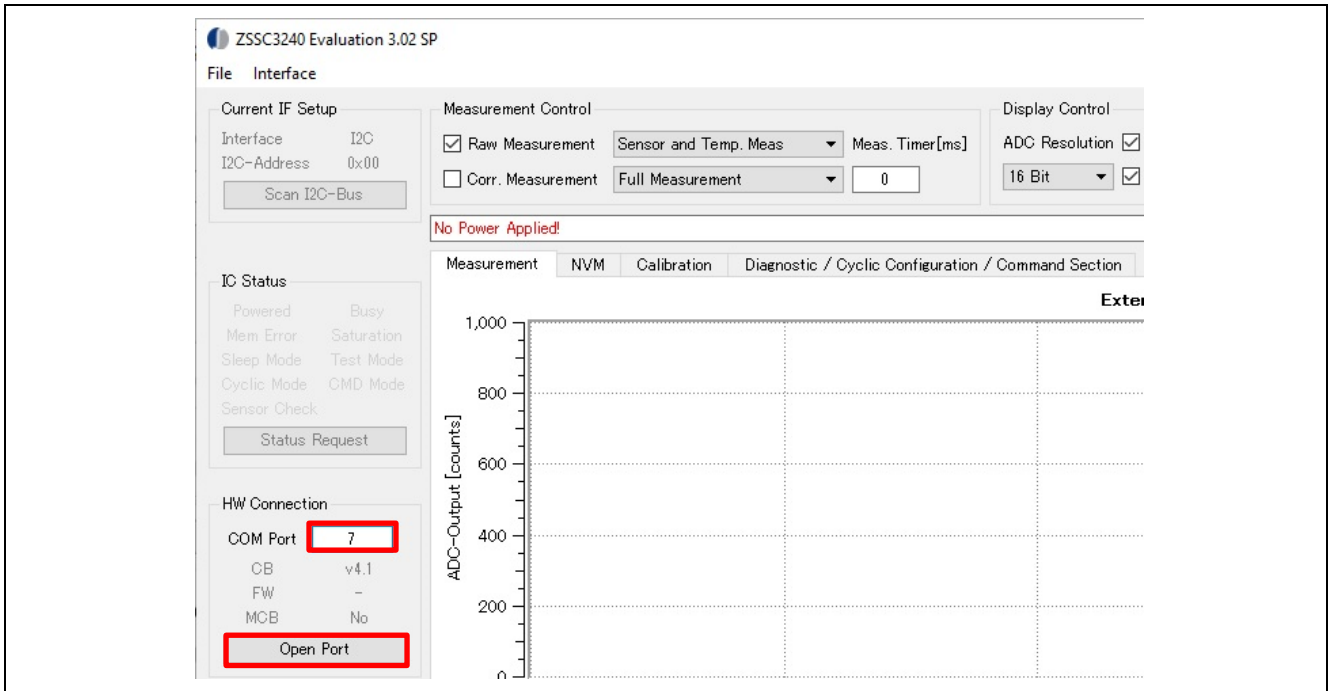 ZSSC3240 Evaluation 3.02 SP
File Interface
Current IF Setup
Interface I2C
I2C-Address 0x00
Scan I2C-Bus
Measurement Control
Raw Measurement Sensor and Temp. Meas Meas. Timer[ms]
Corr. Measurement Full Measurement 0
Display Control
ADC Resolution
16 Bit
No Power Applied!
Measurement NVM Calibration Diagnostic / Cyclic Configuration / Command Section
IC Status
Powered Busy
Mem Error Saturation
Sleep Mode Test Mode
Cyclic Mode CMD Mode
Sensor Check
Status Request
HW Connection
COM Port 7
CB v4.1
FW -
MCB No
Open Port
Exter
ADC-Output [counts]
1,000
800
600
400
200
0